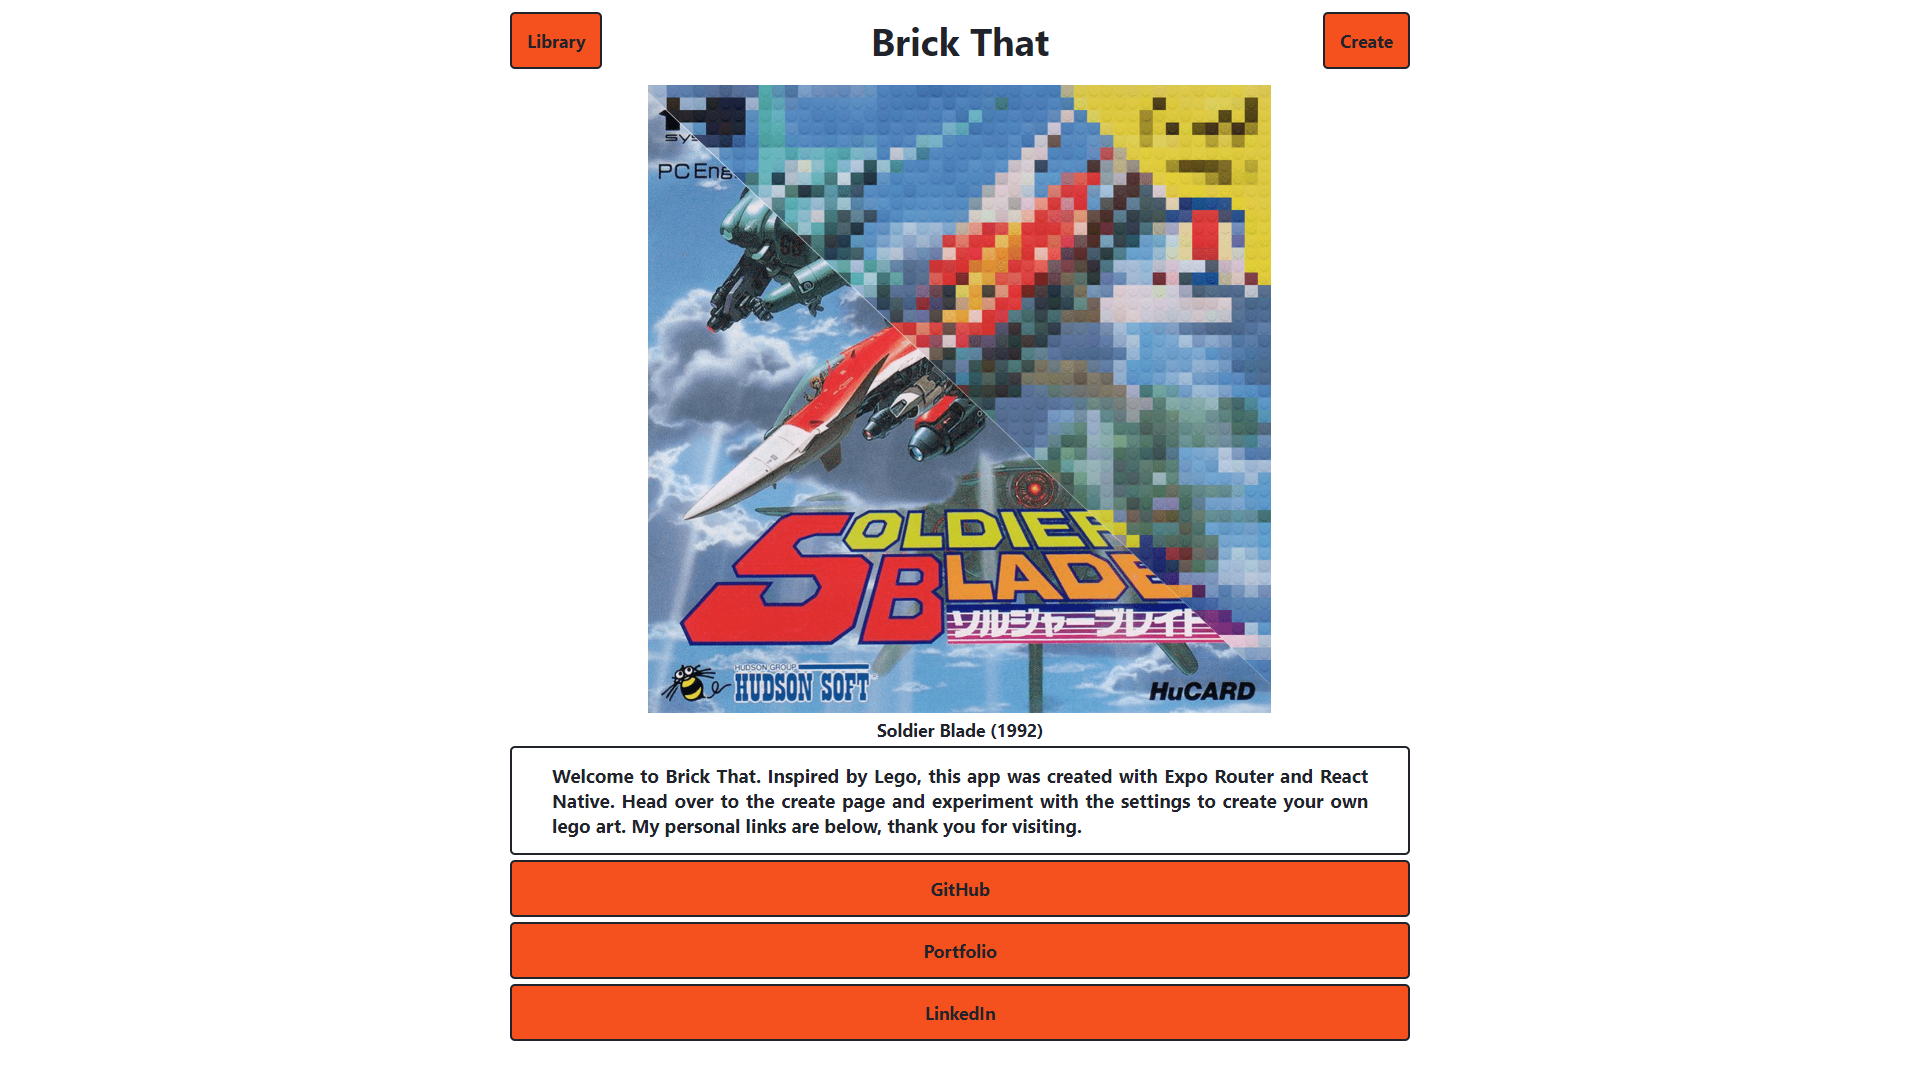 Library
Brick That
Create
PC Eng
SOLDIER
BLADE
ソルジャーブレイド
HUDSON GROUP
HUDSON SOFT
HuCARD
Soldier Blade (1992)
Welcome to Brick That. Inspired by Lego, this app was created with Expo Router and React
Native. Head over to the create page and experiment with the settings to create your own
lego art. My personal links are below, thank you for visiting.
GitHub
Portfolio
LinkedIn